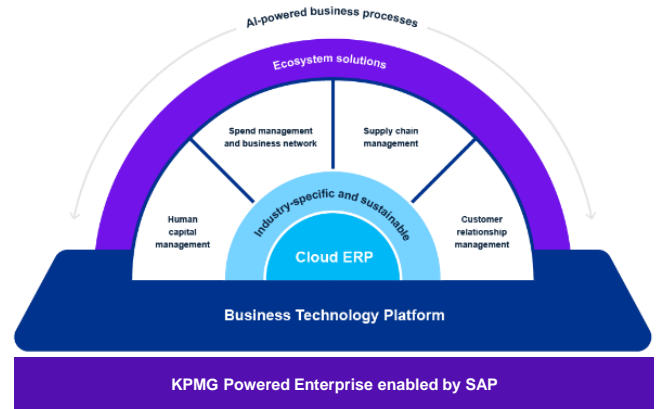 AI-powered business processes
Ecosystem solutions
Spend management
and business network
Supply chain
management
Human
capital
management
Industry-specific and sustainable
Customer
relationship
management
Cloud ERP
Business Technology Platform
KPMG Powered Enterprise enabled by SAP